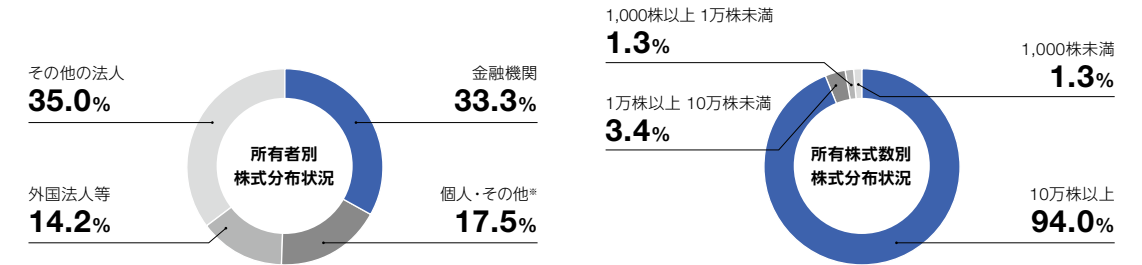 その他の法人
35.0%
金融機関
33.3%
所有者別
株式分布状況
外国法人等
14.2%
個人・その他※
17.5%
1,000株以上 1万株未満
1.3%
1,000株未満
1.3%
1万株以上 10万株未満
3.4%
所有株式数別
株式分布状況
10万株以上
94.0%